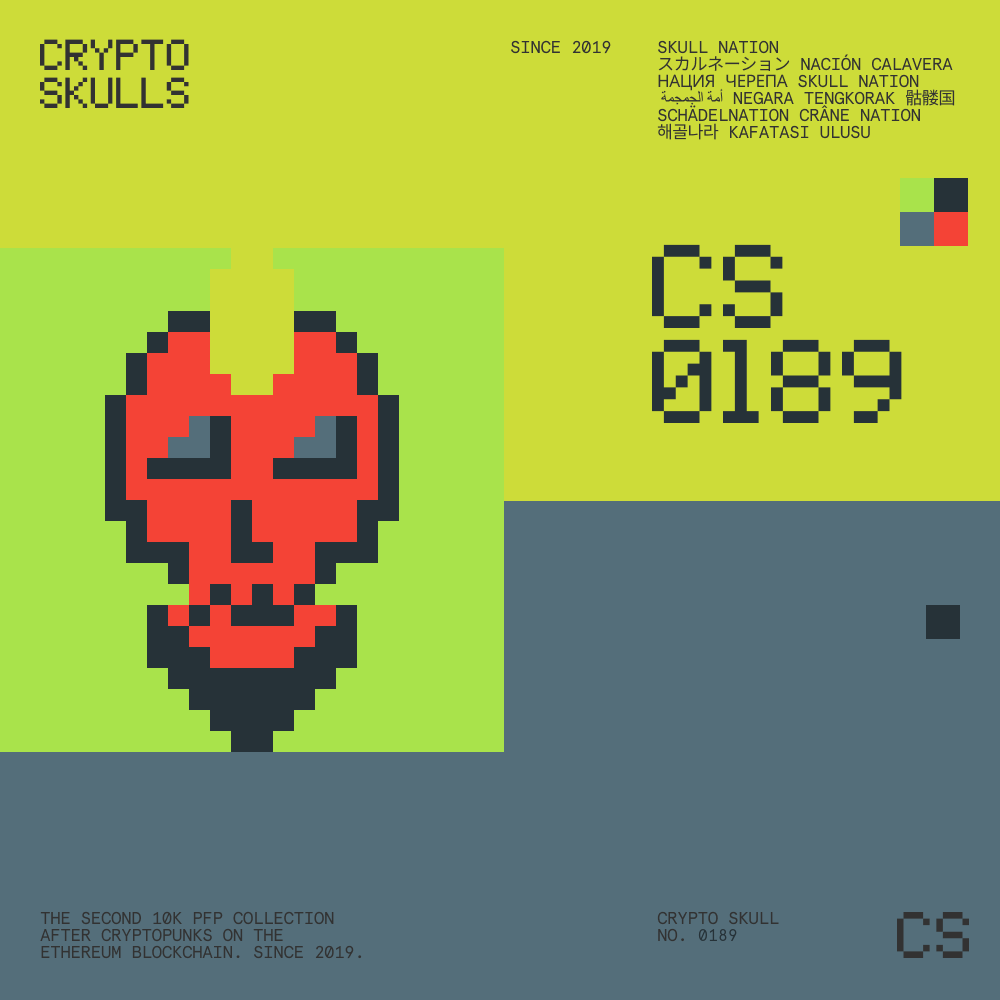 CRYPTO
SKULLS
SINCE 2019
SKULL NATION
スカルネーション NACIÓN CALAVERA
НАЦИЯ ЧЕРЕПА SKULL NATION
أمة الجمجمة NEGARA TENGKORAK 骷髅国
SCHÄDELNATION CRÂNE NATION
해골나라 KAFATASI ULUSU
CS
0189
THE SECOND 10K PFP COLLECTION
AFTER CRYPTOPUNKS ON THE
ETHEREUM BLOCKCHAIN. SINCE 2019.
CRYPTO SKULL
NO. 0189
CS